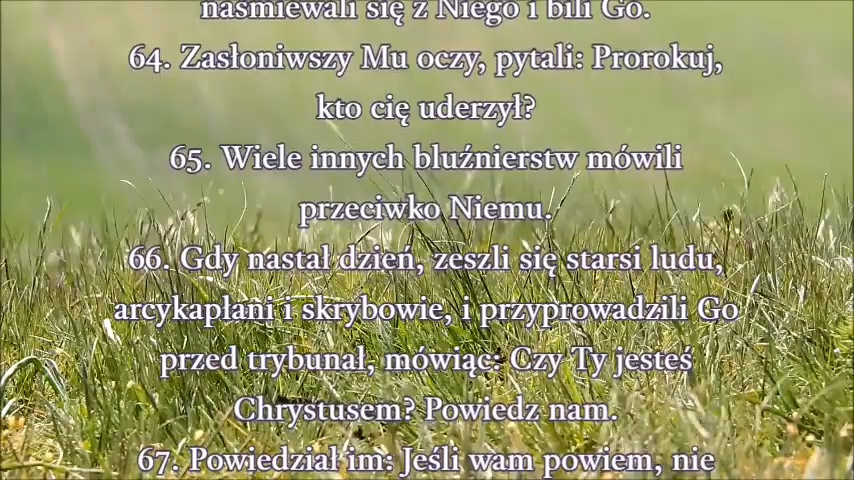 naśmiewali się z Niego i bili Go.
64. Zasłoniwszy Mu oczy, pytali: Prorokuj,
kto cię uderzył?
65. Wiele innych bluźnierstw mówili
przeciwko Niemu.
66. Gdy nastał dzień, zeszli się starsi ludu,
arcykapłani i skrybowie, i przyprowadzili Go
przed trybunał, mówiąc: Czy Ty jesteś
Chrystusem? Powiedz nam.
67. Powiedział im: Jeśli wam powiem, nie